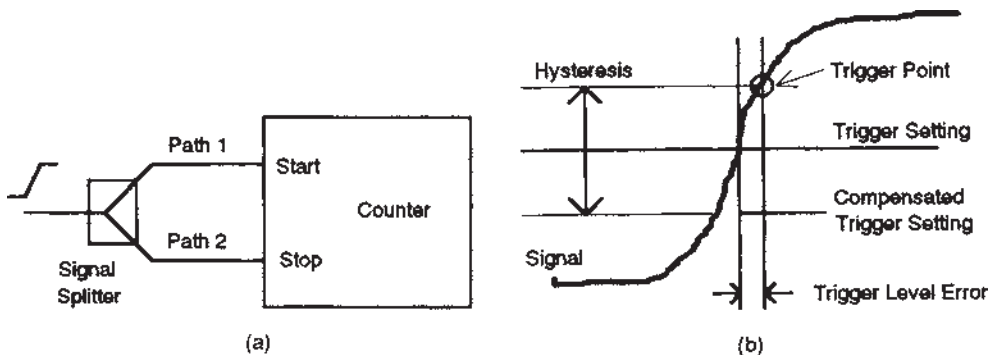 Path 1
Start
Counter
Path 2
Stop
Signal
Splitter
(a)
Hysteresis
Trigger Point
Trigger Setting
Compensated
Trigger Setting
Signal
Trigger Level Error
(b)